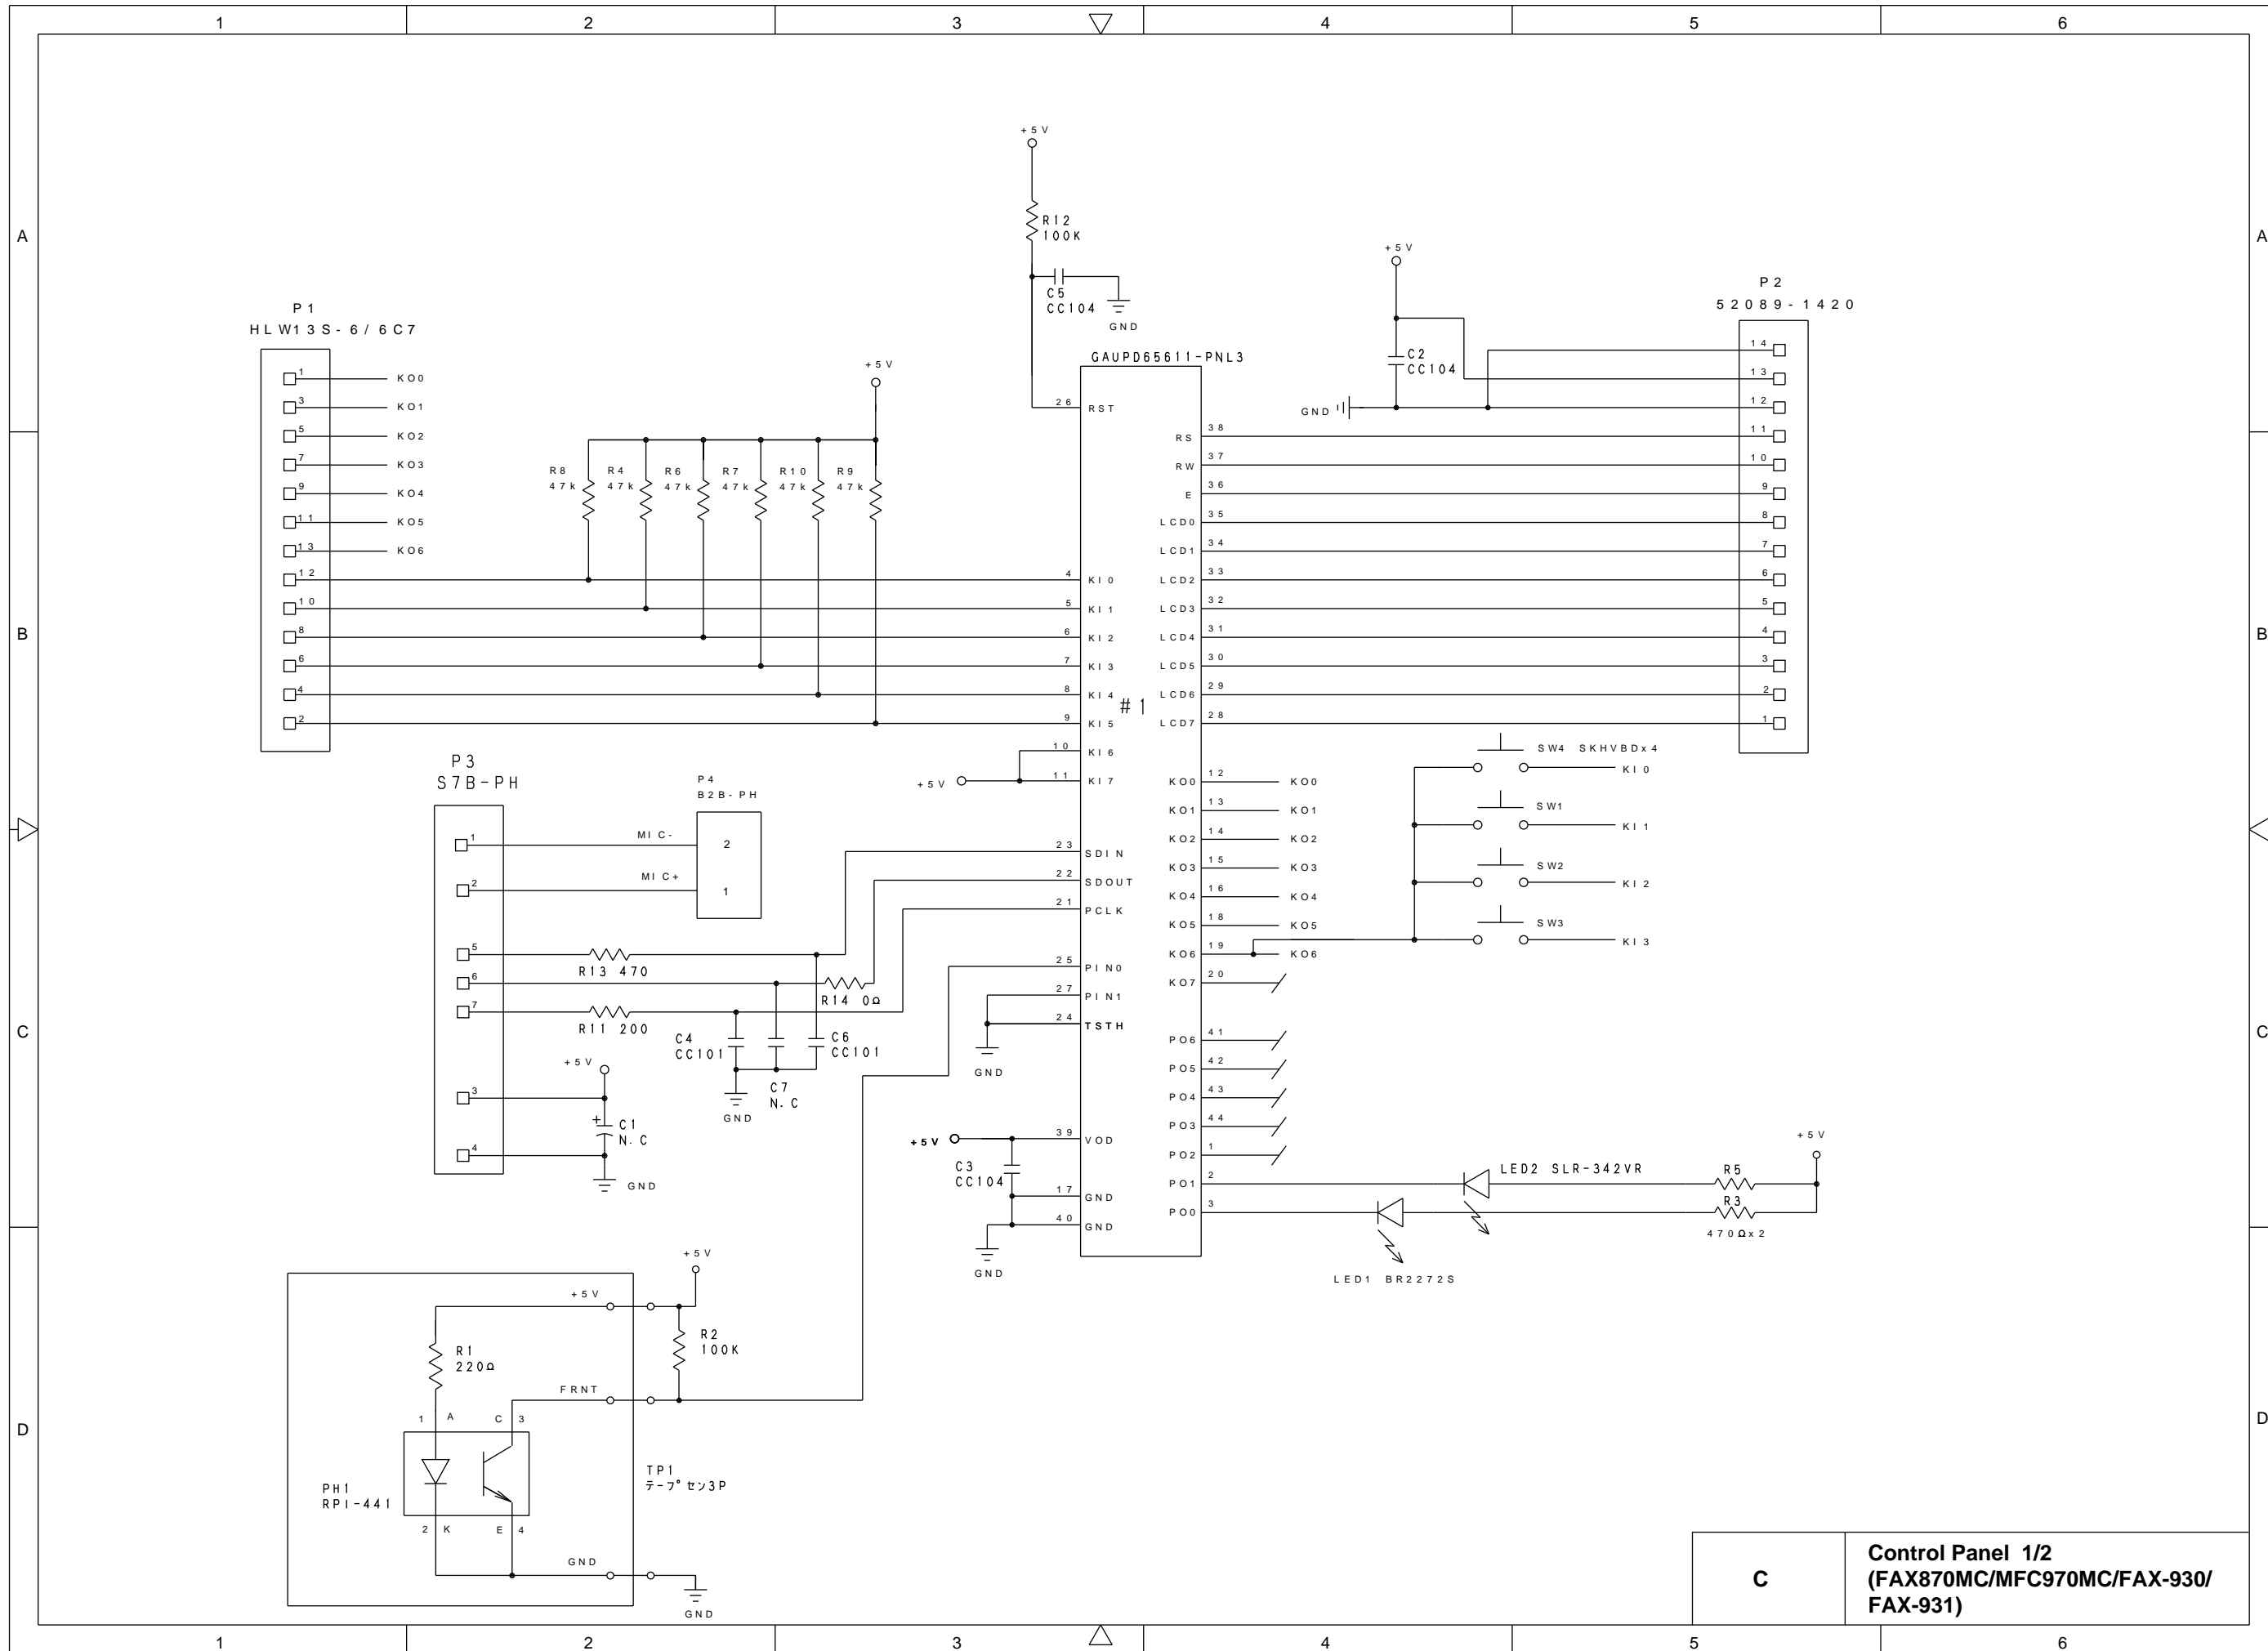 1 2 3 4 5 6
A
A
+5V
R12
100K
C5
CC104
GND
+5V
C2
CC104
GND
P2
52089-1420
14
13
12
11
10
9
8
7
6
5
4
3
2
1
P1
HLW13S-6/6C7
1 KO0
3 KO1
5 KO2
7 KO3
9 KO4
11 KO5
13 KO6
12
10
8
6
4
2
+5V
R8
47k
R4
47k
R6
47k
R7
47k
R10
47k
R9
47k
GAUPD65611-PNL3
#1
26 RST
4 KI0
5 KI1
6 KI2
7 KI3
8 KI4
9 KI5
10 KI6
11 KI7
+5V
23 SDIN
22 SDOUT
21 PCLK
25 PIN0
27 PIN1
24 TSTH
GND
39 VOD
+5V
C3
CC104
17 GND
40 GND
GND
RS 38
RW 37
E 36
LCD0 35
LCD1 34
LCD2 33
LCD3 32
LCD4 31
LCD5 30
LCD6 29
LCD7 28
KO0 12 KO0
KO1 13 KO1
KO2 14 KO2
KO3 15 KO3
KO4 16 KO4
KO5 18 KO5
KO6 19 KO6
KO7 20
PO6 41
PO5 42
PO4 43
PO3 44
PO2 1
PO1 2
PO0 3
SW4 SKHVBDx4
KI0
SW1
KI1
SW2
KI2
SW3
KI3
B
B
P3
S7B-PH
1
2
5
6
7
3
4
MIC-
MIC+
P4
B2B-PH
2
1
R13 470
R14 0Ω
R11 200
C4
CC101
C6
CC101
C7
N.C
GND
+5V
C1
N.C
GND
C
C
LED2 SLR-342VR
LED1 BR2272S
R5
R3
470Ωx2
+5V
+5V
+5V
R1
220Ω
R2
100K
FRNT
1 A
C 3
2 K
E 4
PH1
RPI-441
TP1
テープセン3P
GND
GND
D
D
C
Control Panel 1/2
(FAX870MC/MFC970MC/FAX-930/
FAX-931)
1 2 3 4 5 6